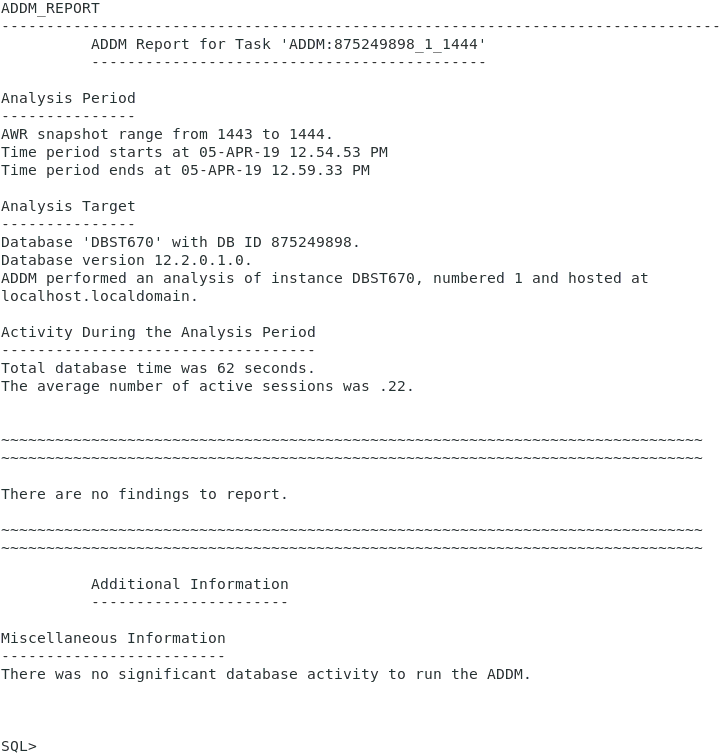 ADDM_REPORT
--------------------------------------------------------------------------------
          ADDM Report for Task 'ADDM:875249898_1_1444'
          --------------------------------------------

Analysis Period
---------------
AWR snapshot range from 1443 to 1444.
Time period starts at 05-APR-19 12.54.53 PM
Time period ends at 05-APR-19 12.59.33 PM

Analysis Target
---------------
Database 'DBST670' with DB ID 875249898.
Database version 12.2.0.1.0.
ADDM performed an analysis of instance DBST670, numbered 1 and hosted at
localhost.localdomain.

Activity During the Analysis Period
-----------------------------------
Total database time was 62 seconds.
The average number of active sessions was .22.


~~~~~~~~~~~~~~~~~~~~~~~~~~~~~~~~~~~~~~~~~~~~~~~~~~~~~~~~~~~~~~~~~~~~~~~~~~~~~~
~~~~~~~~~~~~~~~~~~~~~~~~~~~~~~~~~~~~~~~~~~~~~~~~~~~~~~~~~~~~~~~~~~~~~~~~~~~~~~

There are no findings to report.

~~~~~~~~~~~~~~~~~~~~~~~~~~~~~~~~~~~~~~~~~~~~~~~~~~~~~~~~~~~~~~~~~~~~~~~~~~~~~~
~~~~~~~~~~~~~~~~~~~~~~~~~~~~~~~~~~~~~~~~~~~~~~~~~~~~~~~~~~~~~~~~~~~~~~~~~~~~~~

          Additional Information
          ----------------------

Miscellaneous Information
-------------------------
There was no significant database activity to run the ADDM.



SQL>